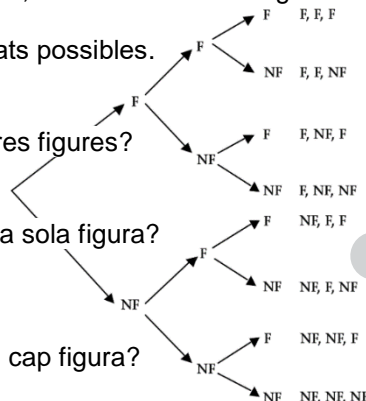 F F, F, F
F
ats possibles.
NF F, F, NF
F
res figures?
F F, NF, F
NF
NF F, NF, NF
F NF, F, F
a sola figura?
F
NF NF, F, NF
NF
F NF, NF, F
cap figura?
NF
NF NF, NF, NF